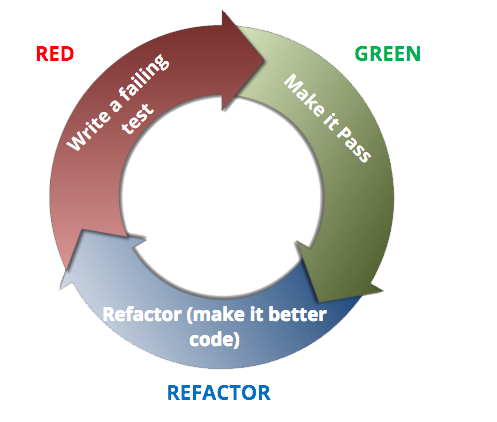 RED
GREEN
Write a failing
test
Make it Pass
Refactor (make it better
code)
REFACTOR